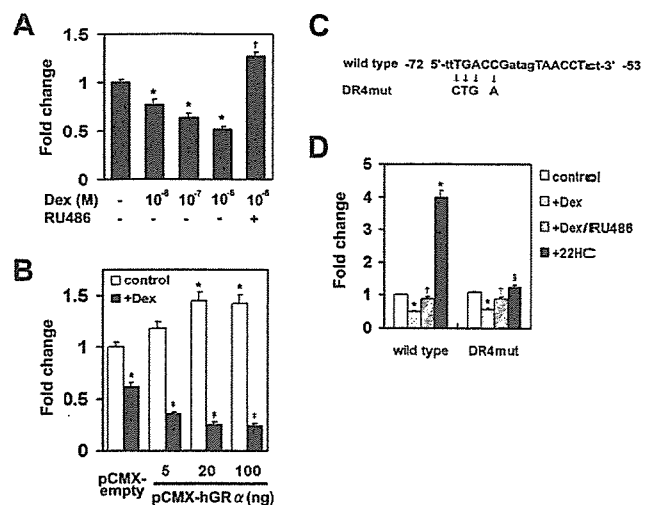 A
Fold change
1.5
1
0.5
0
*
*
*
†
Dex (M) - 10⁻⁸ 10⁻⁷ 10⁻⁶ 10⁻⁶
RU486 - - - - +
B
Fold change
control
+Dex
1.5
1
0.5
0
*
*
*
‡
‡
‡
pCMX-empty
5 20 100
pCMX-hGR α (ng)
C
wild type -72 5'-ttTGACCGatagTAACCTct-3' -53
↓↓↓ ↓
DR4mut CTG A
D
Fold change
5
4
3
2
1
0
*
†
*
*
†
§
wild type DR4mut
control
+Dex
+Dex/RU486
+22HC